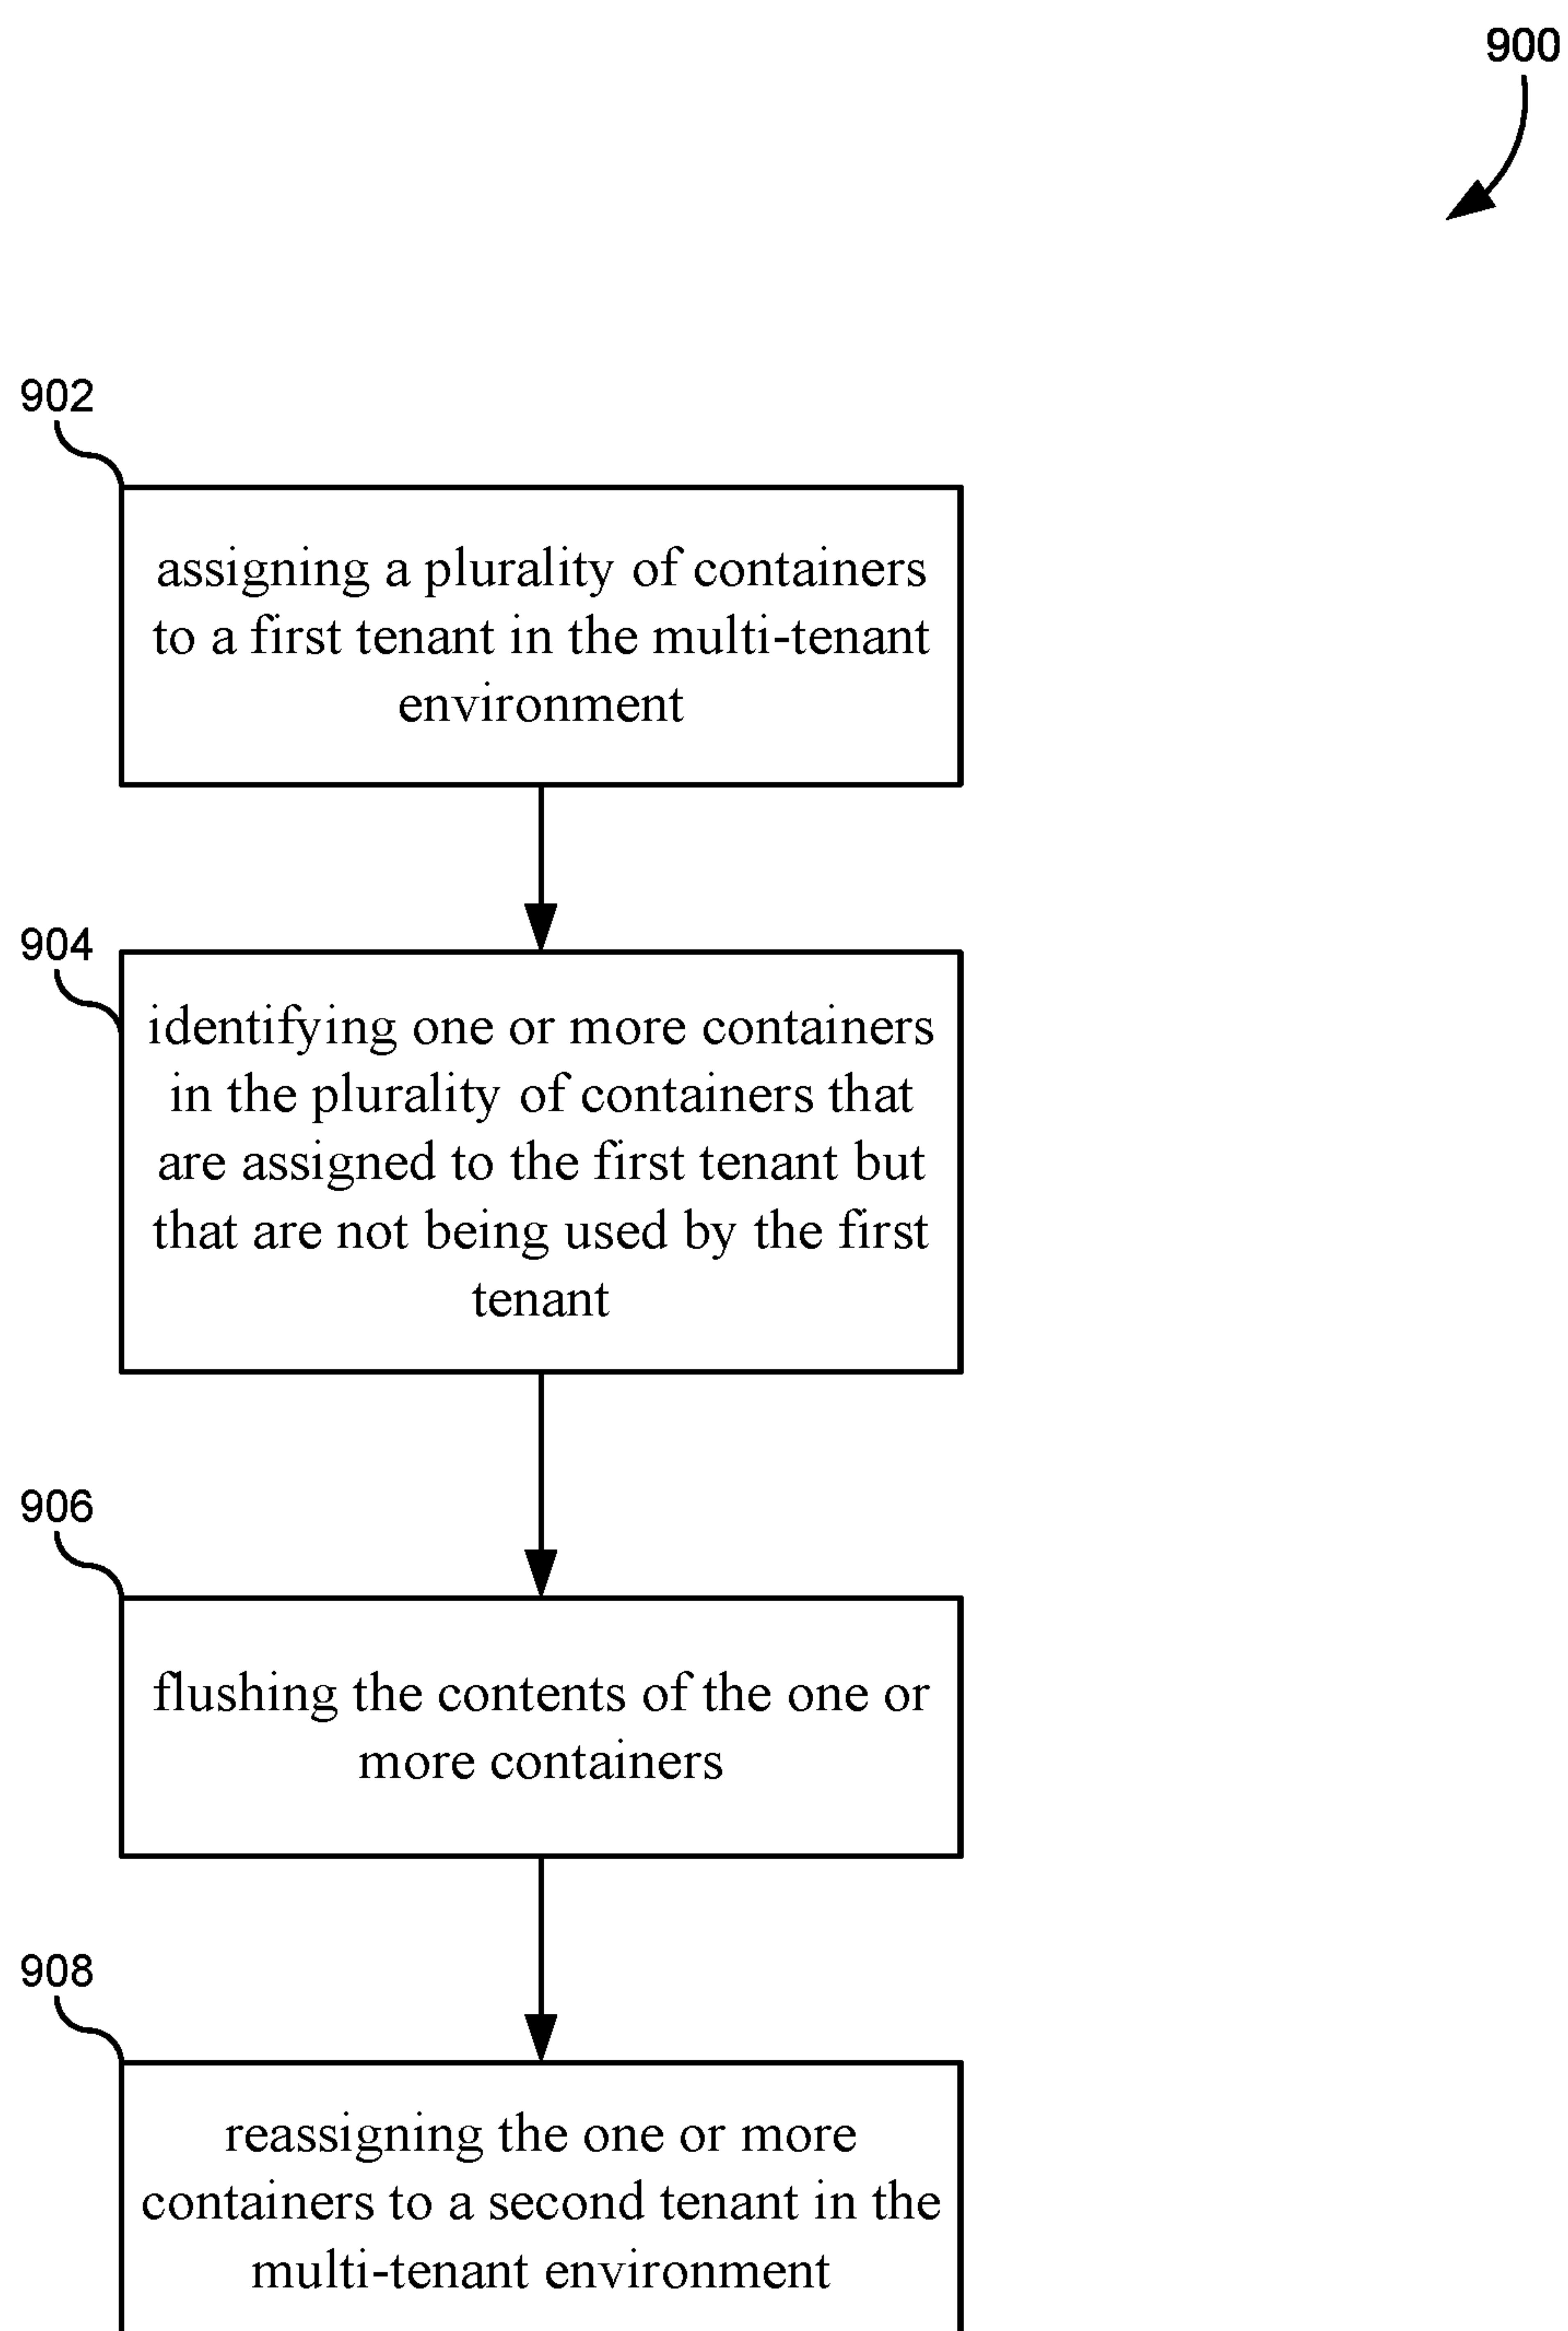 900
902
assigning a plurality of containers
to a first tenant in the multi-tenant
environment
904
identifying one or more containers
in the plurality of containers that
are assigned to the first tenant but
that are not being used by the first
tenant
906
flushing the contents of the one or
more containers
908
reassigning the one or more
containers to a second tenant in the
multi-tenant environment